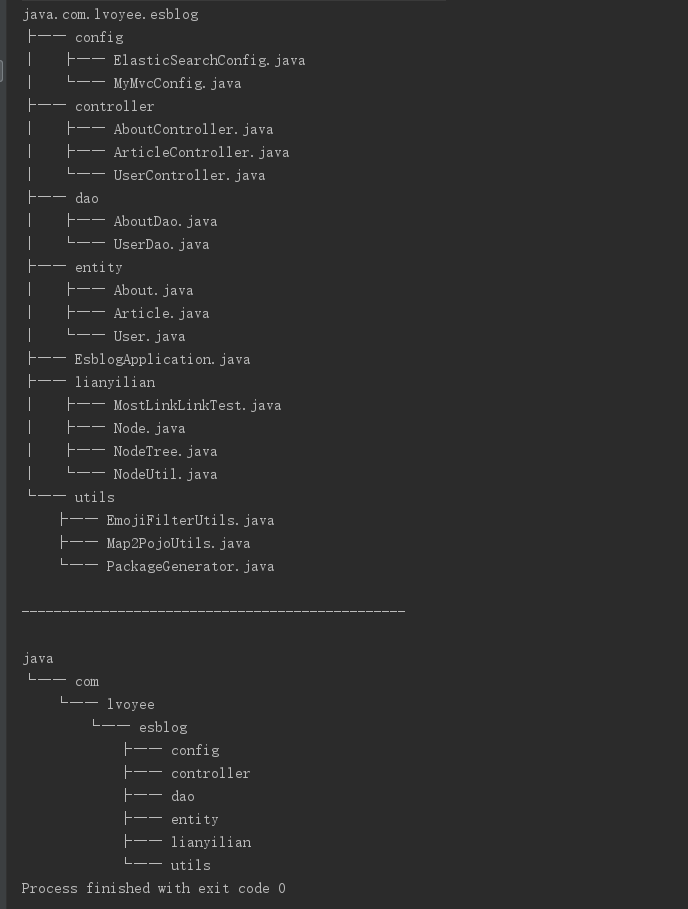 java.com.lvoyee.esblog
├── config
│   ├── ElasticSearchConfig.java
│   └── MyMvcConfig.java
├── controller
│   ├── AboutController.java
│   ├── ArticleController.java
│   └── UserController.java
├── dao
│   ├── AboutDao.java
│   └── UserDao.java
├── entity
│   ├── About.java
│   ├── Article.java
│   └── User.java
├── EsblogApplication.java
├── lianyilian
│   ├── MostLinkLinkTest.java
│   ├── Node.java
│   ├── NodeTree.java
│   └── NodeUtil.java
└── utils
    ├── EmojiFilterUtils.java
    ├── Map2PojoUtils.java
    └── PackageGenerator.java
------------------------------------------------
java
└── com
    └── lvoyee
        └── esblog
            ├── config
            ├── controller
            ├── dao
            ├── entity
            ├── lianyilian
            └── utils
Process finished with exit code 0